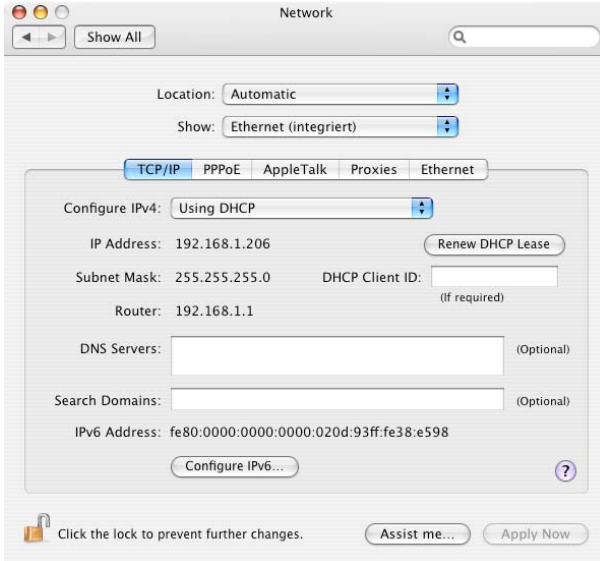 Network
Show All
Location: Automatic
Show: Ethernet (integriert)
TCP/IP PPPoE AppleTalk Proxies Ethernet
Configure IPv4: Using DHCP
IP Address: 192.168.1.206 Renew DHCP Lease
Subnet Mask: 255.255.255.0 DHCP Client ID:
(If required)
Router: 192.168.1.1
DNS Servers: (Optional)
Search Domains: (Optional)
IPv6 Address: fe80:0000:0000:0000:020d:93ff:fe38:e598
Configure IPv6... ?
Click the lock to prevent further changes. Assist me... Apply Now